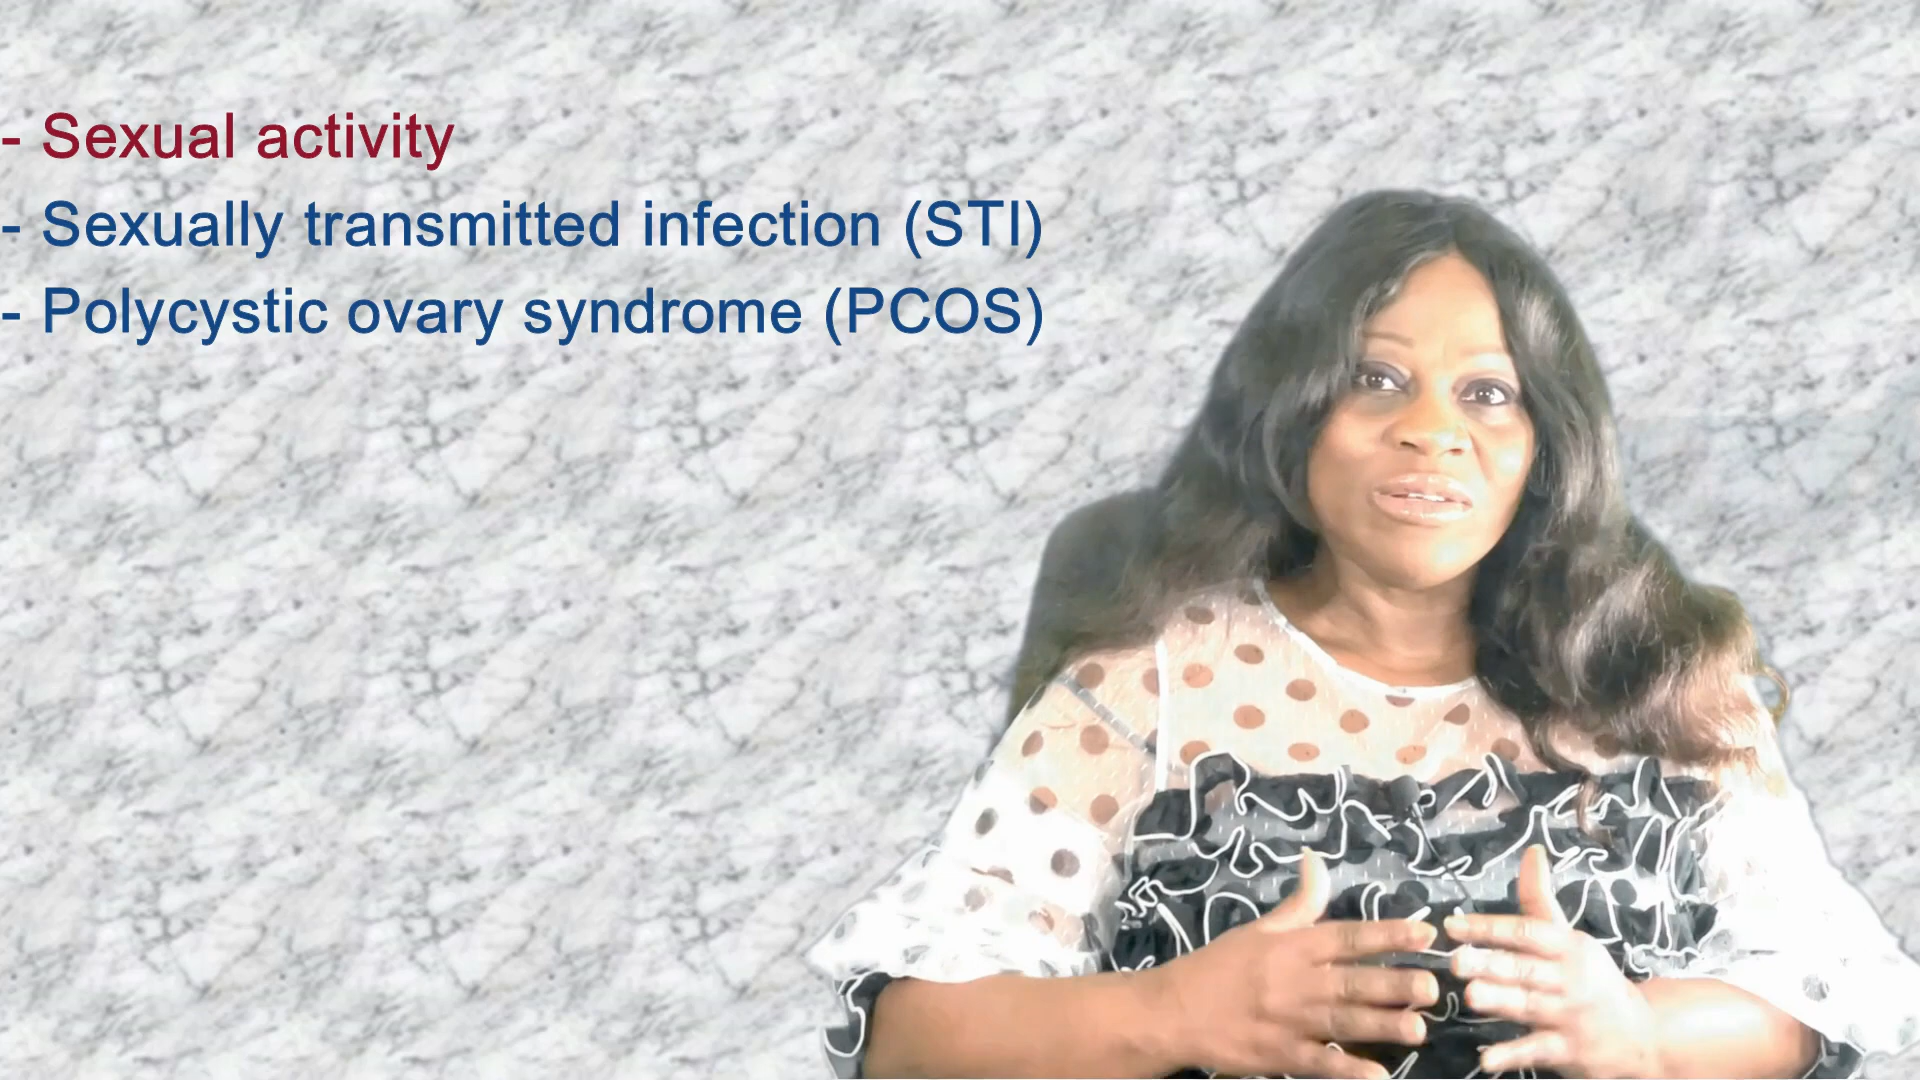 - Sexual activity
- Sexually transmitted infection (STI)
- Polycystic ovary syndrome (PCOS)